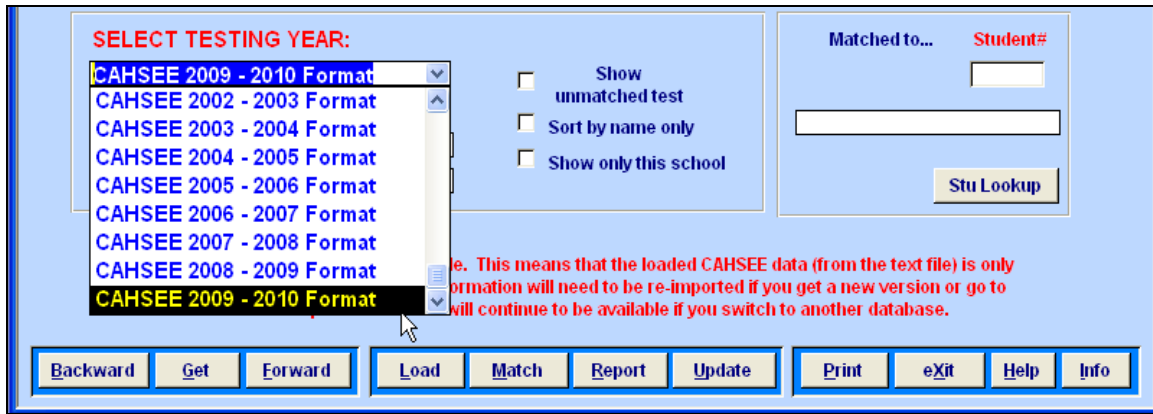 SELECT TESTING YEAR:
CAHSEE 2009 - 2010 Format
CAHSEE 2002 - 2003 Format
CAHSEE 2003 - 2004 Format
CAHSEE 2004 - 2005 Format
CAHSEE 2005 - 2006 Format
CAHSEE 2006 - 2007 Format
CAHSEE 2007 - 2008 Format
CAHSEE 2008 - 2009 Format
CAHSEE 2009 - 2010 Format
Show
unmatched test
Sort by name only
Show only this school
Matched to... Student#
Stu Lookup
le. This means that the loaded CAHSEE data (from the text file) is only
ormation will need to be re-imported if you get a new version or go to
will continue to be available if you switch to another database.
Backward Get Forward Load Match Report Update Print eXit Help Info